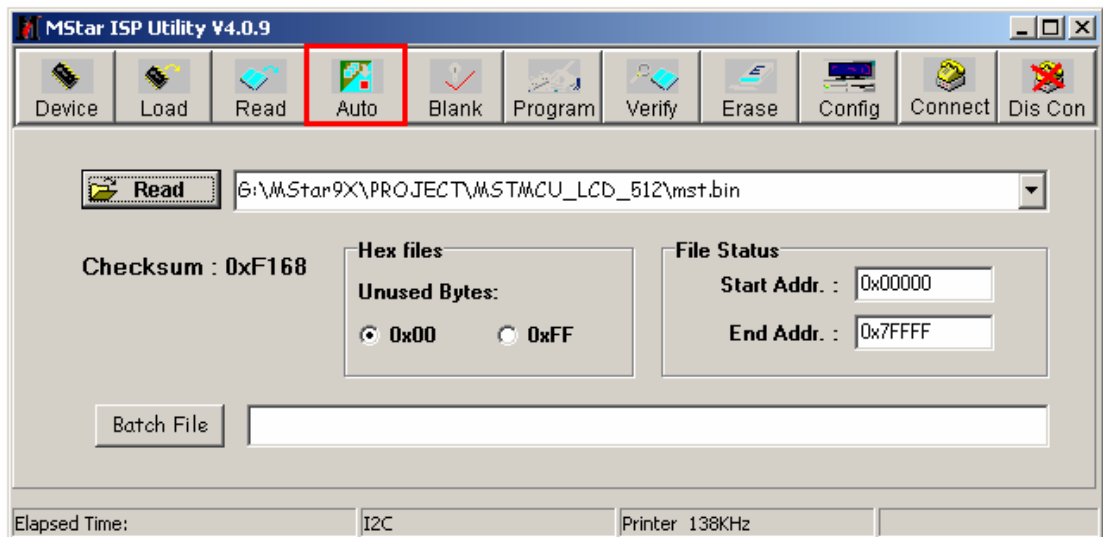 MStar ISP Utility V4.0.9
Device Load Read Auto Blank Program Verify Erase Config Connect Dis Con
Read G:\MStar9X\PROJECT\MSTMCU_LCD_512\mst.bin
Checksum : 0xF168
Hex files
Unused Bytes:
0x00 0xFF
File Status
Start Addr. : 0x00000
End Addr. : 0x7FFFF
Batch File
Elapsed Time: I2C Printer 138KHz